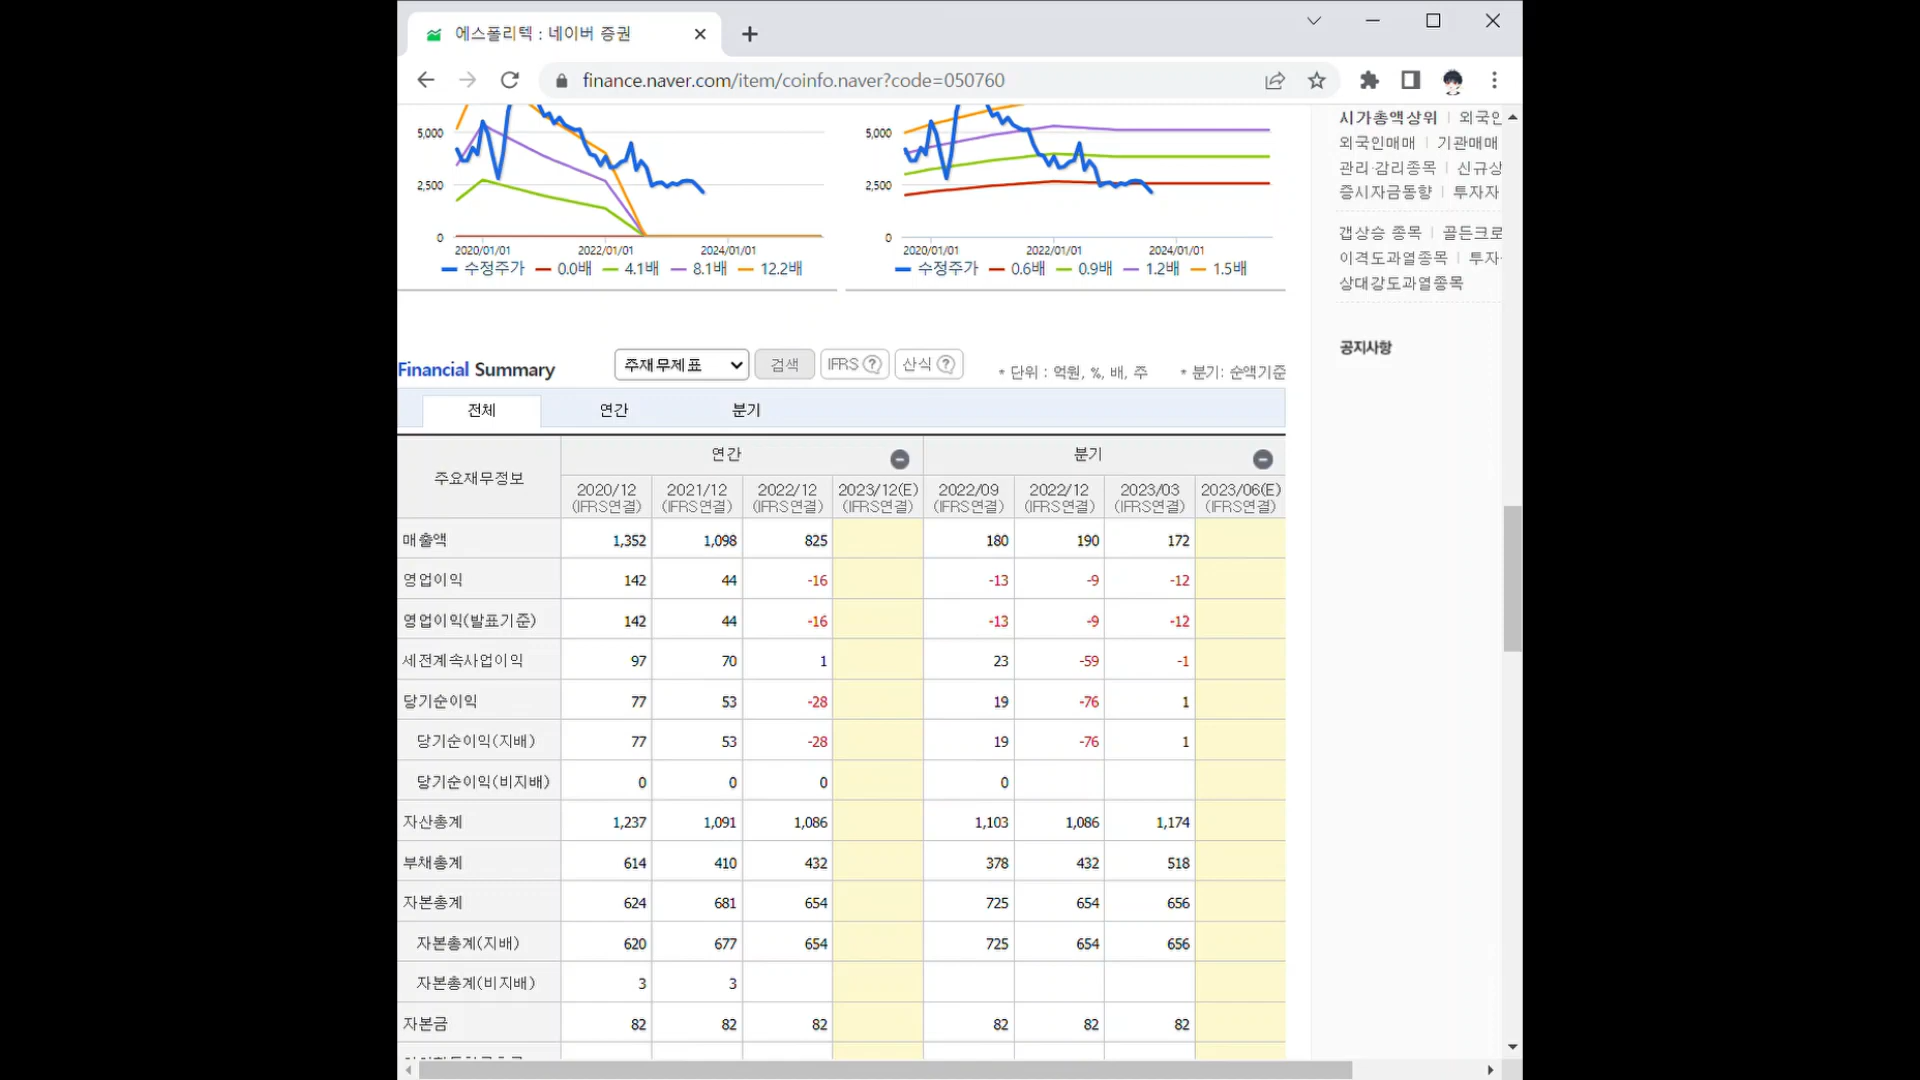 에스폴리텍 : 네이버 증권
finance.naver.com/item/coinfo.naver?code=050760
5,000
2,500
0
2020/01/01 2022/01/01 2024/01/01
수정주가 0.0배 4.1배 8.1배 12.2배
5,000
2,500
0
2020/01/01 2022/01/01 2024/01/01
수정주가 0.6배 0.9배 1.2배 1.5배
시가총액상위 외국인
외국인매매 기관매매
관리·감리종목 신규상
증시자금동향 투자자
갭상승 종목 골든크로
이격도과열종목 투자
상대강도과열종목
공지사항
Financial Summary 주재무제표 검색 IFRS ? 산식 ? * 단위 : 억원, %, 배, 주 * 분기: 순액기준
전체 연간 분기
주요재무정보 연간 분기
2020/12 2021/12 2022/12 2023/12(E) 2022/09 2022/12 2023/03 2023/06(E)
(IFRS연결) (IFRS연결) (IFRS연결) (IFRS연결) (IFRS연결) (IFRS연결) (IFRS연결) (IFRS연결)
매출액 1,352 1,098 825 180 190 172
영업이익 142 44 -16 -13 -9 -12
영업이익(발표기준) 142 44 -16 -13 -9 -12
세전계속사업이익 97 70 1 23 -59 -1
당기순이익 77 53 -28 19 -76 1
당기순이익(지배) 77 53 -28 19 -76 1
당기순이익(비지배) 0 0 0 0
자산총계 1,237 1,091 1,086 1,103 1,086 1,174
부채총계 614 410 432 378 432 518
자본총계 624 681 654 725 654 656
자본총계(지배) 620 677 654 725 654 656
자본총계(비지배) 3 3
자본금 82 82 82 82 82 82